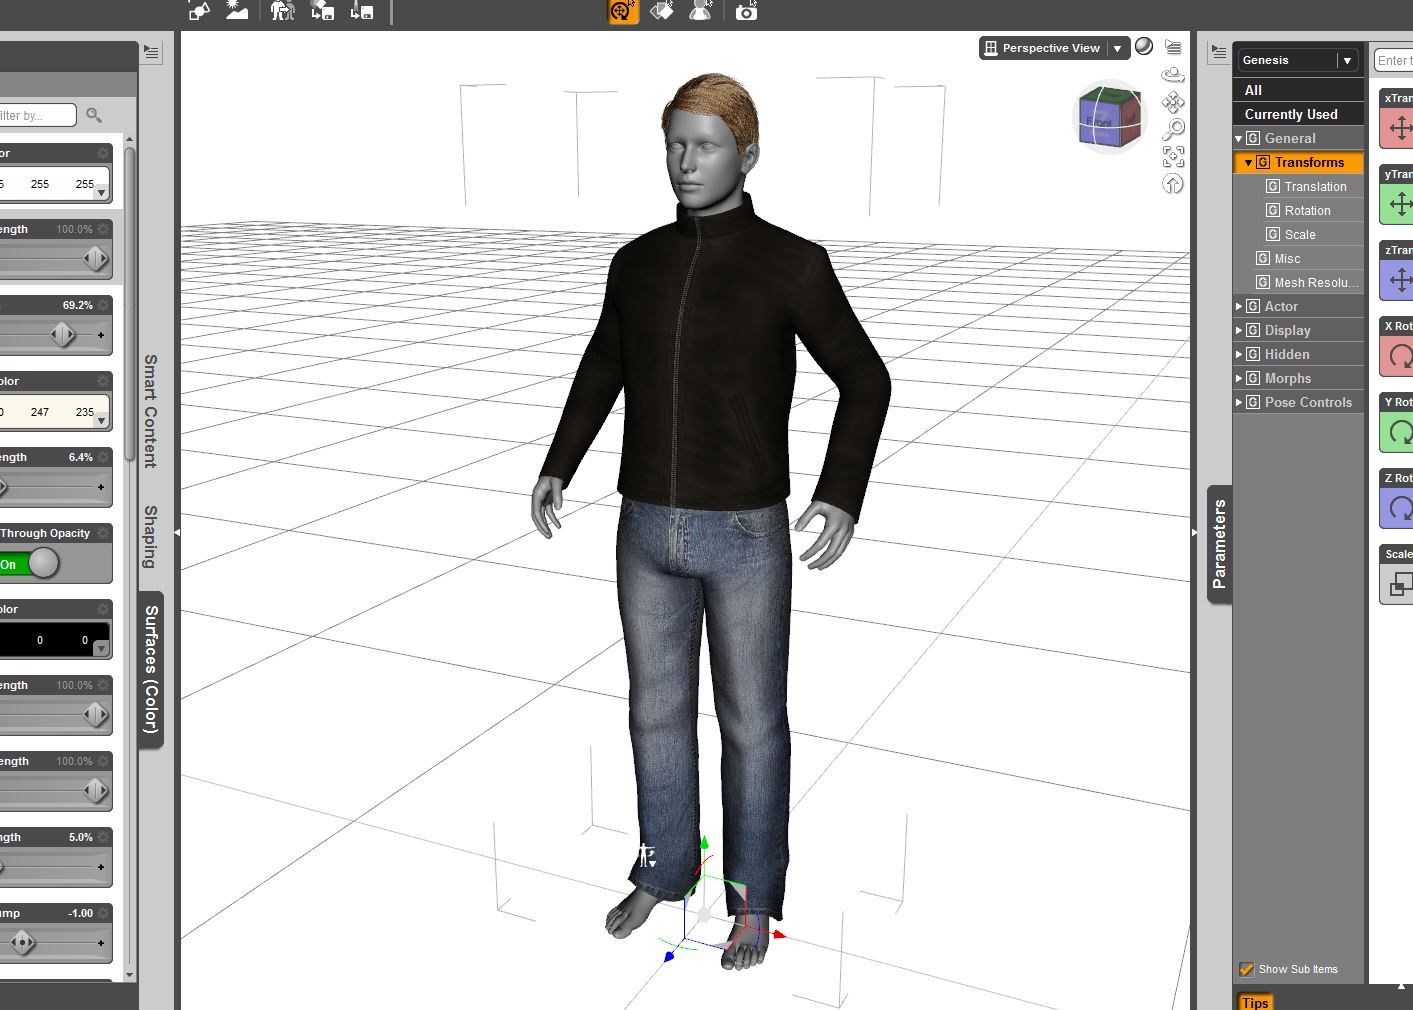 Perspective View
Front
Filter by...
or
5 255 255
ength 100.0%
69.2%
olor
0 247 235
ength 6.4%
Through Opacity
On
olor
0 0
ength 100.0%
ength 100.0%
ngth 5.0%
ump -1.00
Smart Content
Shaping
Surfaces (Color)
Parameters
Genesis
All
Currently Used
General
Transforms
Translation
Rotation
Scale
Misc
Mesh Resolu...
Actor
Display
Hidden
Morphs
Pose Controls
Show Sub Items
Tips
Enter t
xTran
yTran
zTran
X Rot
Y Rot
Z Rot
Scale